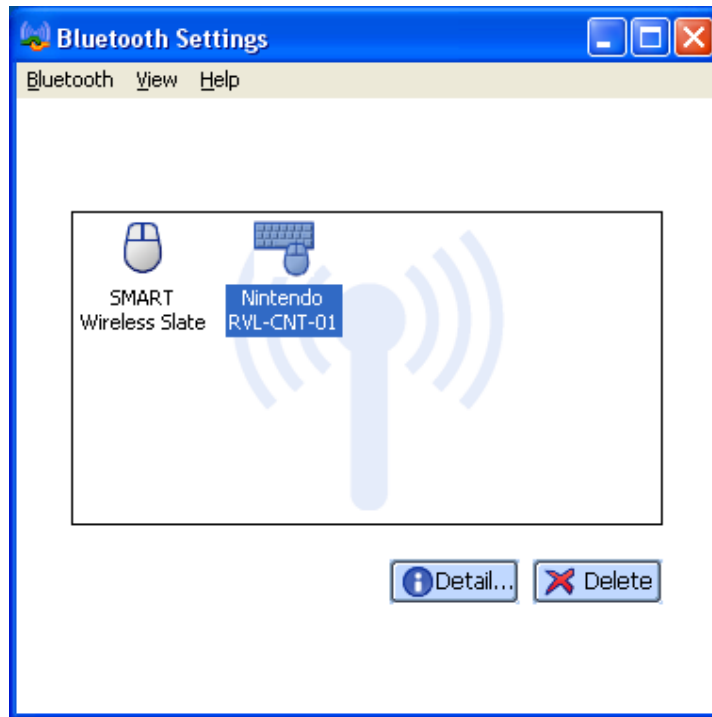 Bluetooth Settings
Bluetooth View Help
SMART
Wireless Slate
Nintendo
RVL-CNT-01
Detail...
Delete